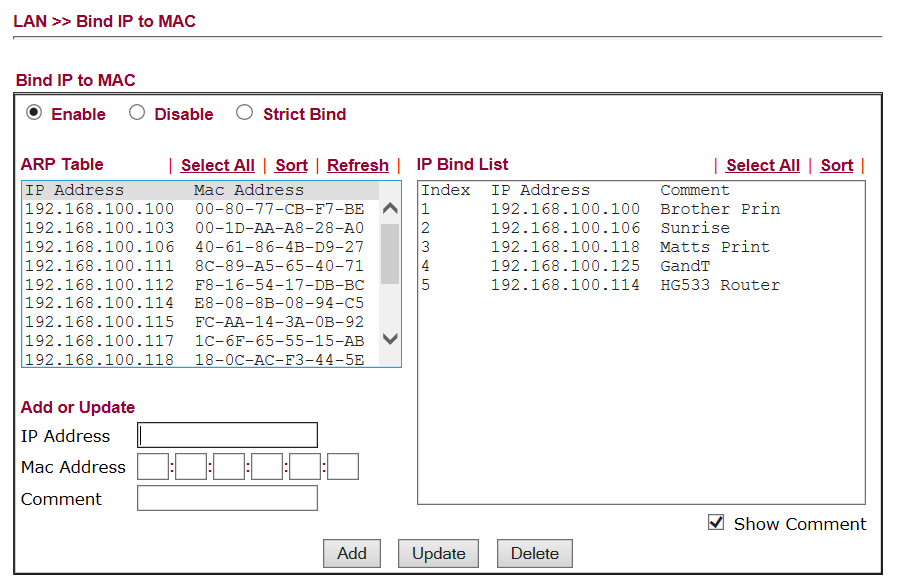 LAN >> Bind IP to MAC
Bind IP to MAC
Enable Disable Strict Bind
ARP Table | Select All | Sort | Refresh |
IP Address Mac Address
192.168.100.100 00-80-77-CB-F7-BE
192.168.100.103 00-1D-AA-A8-28-A0
192.168.100.106 40-61-86-4B-D9-27
192.168.100.111 8C-89-A5-65-40-71
192.168.100.112 F8-16-54-17-DB-BC
192.168.100.114 E8-08-8B-08-94-C5
192.168.100.115 FC-AA-14-3A-0B-92
192.168.100.117 1C-6F-65-55-15-AB
192.168.100.118 18-0C-AC-F3-44-5E
IP Bind List | Select All | Sort |
Index IP Address Comment
1 192.168.100.100 Brother Prin
2 192.168.100.106 Sunrise
3 192.168.100.118 Matts Print
4 192.168.100.125 GandT
5 192.168.100.114 HG533 Router
Add or Update
IP Address
Mac Address : : : : :
Comment
Show Comment
Add Update Delete